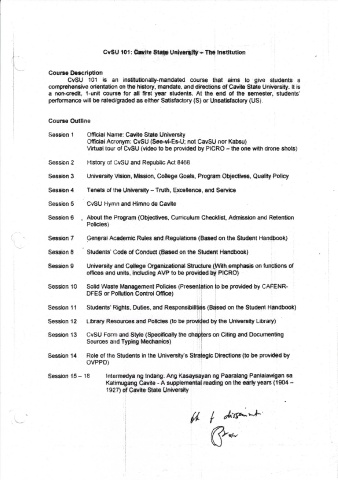 CvSU 101: Cavite State University – The Institution
Course Description
CvSU 101 is an institutionally-mandated course that aims to give students a
comprehensive orientation on the history, mandate, and directions of Cavite State University. It is
a non-credit, 1-unit course for all first year students. At the end of the semester, students'
performance will be rated/graded as either Satisfactory (S) or Unsatisfactory (US).
Course Outline
Session 1 Official Name: Cavite State University
Official Acronym: CvSU (See-vi-Es-U; not CavSU nor Kabsu)
Virtual tour of CvSU (video to be provided by PICRO – the one with drone shots)
Session 2 History of CvSU and Republic Act 8468
Session 3 University Vision, Mission, College Goals, Program Objectives, Quality Policy
Session 4 Tenets of the University – Truth, Excellence, and Service
Session 5 CvSU Hymn and Himno de Cavite
Session 6 About the Program (Objectives, Curriculum Checklist, Admission and Retention
Policies)
Session 7 General Academic Rules and Regulations (Based on the Student Handbook)
Session 8 Students' Code of Conduct (Based on the Student Handbook)
Session 9 University and College Organizational Structure (With emphasis on functions of
offices and units, including AVP to be provided by PICRO)
Session 10 Solid Waste Management Policies (Presentation to be provided by CAFENR-
DFES or Pollution Control Office)
Session 11 Students' Rights, Duties, and Responsibilities (Based on the Student Handbook)
Session 12 Library Resources and Policies (to be provided by the University Library)
Session 13 CvSU Form and Style (Specifically the chapters on Citing and Documenting
Sources and Typing Mechanics)
Session 14 Role of the Students in the University's Strategic Directions (to be provided by
OVPPD)
Session 15 – 16 Intermedya ng Indang: Ang Kasaysayan ng Paaralang Panlalawigan sa
Kalimugang Cavite - A supplemental reading on the early years (1904 –
1927) of Cavite State University